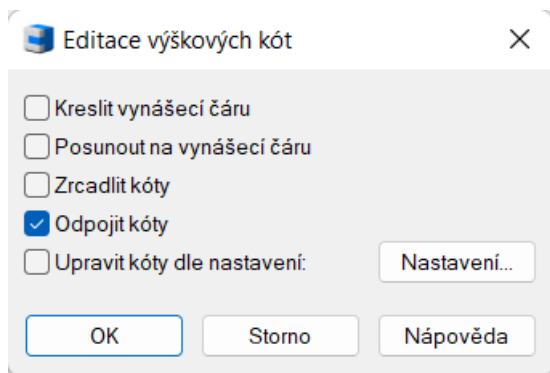 Editace výškových kót
Kreslit vynášecí čáru
Posunout na vynášecí čáru
Zrcadlit kóty
Odpojit kóty
Upravit kóty dle nastavení: Nastavení...
OK Storno Nápověda